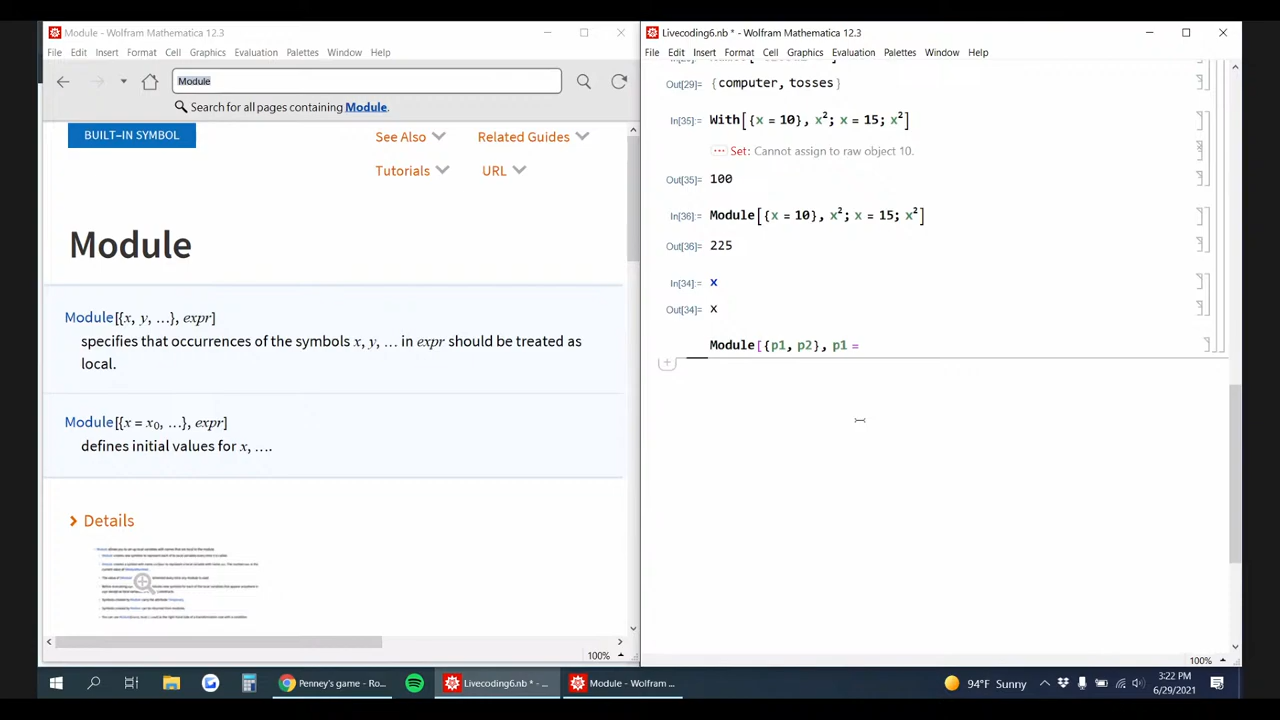 Module - Wolfram Mathematica 12.3
File Edit Insert Format Cell Graphics Evaluation Palettes Window Help
Module
Search for all pages containing Module.
BUILT-IN SYMBOL
See Also
Related Guides
Tutorials
URL
Module
Module[{x, y, …}, expr]
specifies that occurrences of the symbols x, y, … in expr should be treated as
local.
Module[{x = x₀, …}, expr]
defines initial values for x, ….
Details
100%
Livecoding6.nb * - Wolfram Mathematica 12.3
File Edit Insert Format Cell Graphics Evaluation Palettes Window Help
Out[29]= {computer, tosses}
In[35]:= With[{x = 10}, x²; x = 15; x²]
··· Set: Cannot assign to raw object 10.
Out[35]= 100
In[36]:= Module[{x = 10}, x²; x = 15; x²]
Out[36]= 225
In[34]:= x
Out[34]= x
Module[{p1, p2}, p1 =
100%
Penney's game - Ro...
Livecoding6.nb * - ...
Module - Wolfram ...
94°F Sunny
3:22 PM
6/29/2021